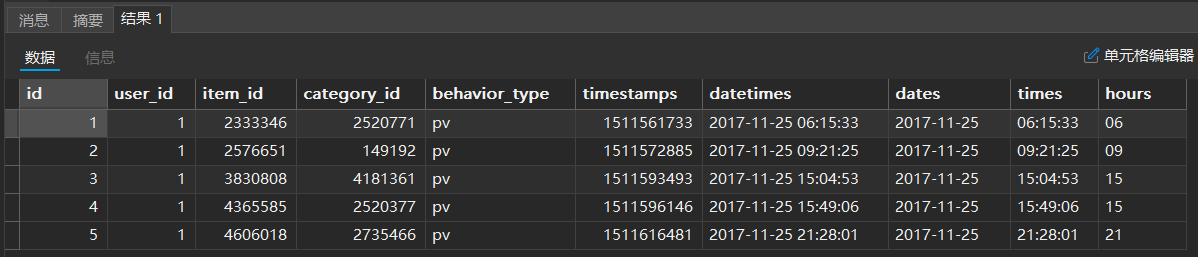 消息 摘要 结果 1
数据 信息 单元格编辑器
id user_id item_id category_id behavior_type timestamps datetimes dates times hours
1 1 2333346 2520771 pv 1511561733 2017-11-25 06:15:33 2017-11-25 06:15:33 06
2 1 2576651 149192 pv 1511572885 2017-11-25 09:21:25 2017-11-25 09:21:25 09
3 1 3830808 4181361 pv 1511593493 2017-11-25 15:04:53 2017-11-25 15:04:53 15
4 1 4365585 2520377 pv 1511596146 2017-11-25 15:49:06 2017-11-25 15:49:06 15
5 1 4606018 2735466 pv 1511616481 2017-11-25 21:28:01 2017-11-25 21:28:01 21